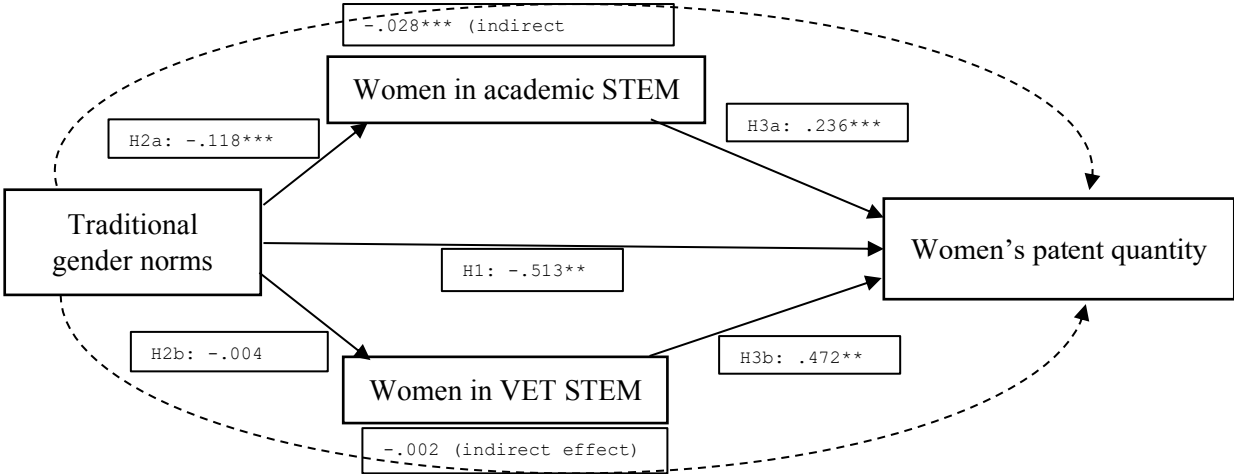 -.028*** (indirect
Women in academic STEM
H2a: -.118***
H3a: .236***
Traditional
gender norms
Women's patent quantity
H1: -.513**
H2b: -.004
H3b: .472**
Women in VET STEM
-.002 (indirect effect)